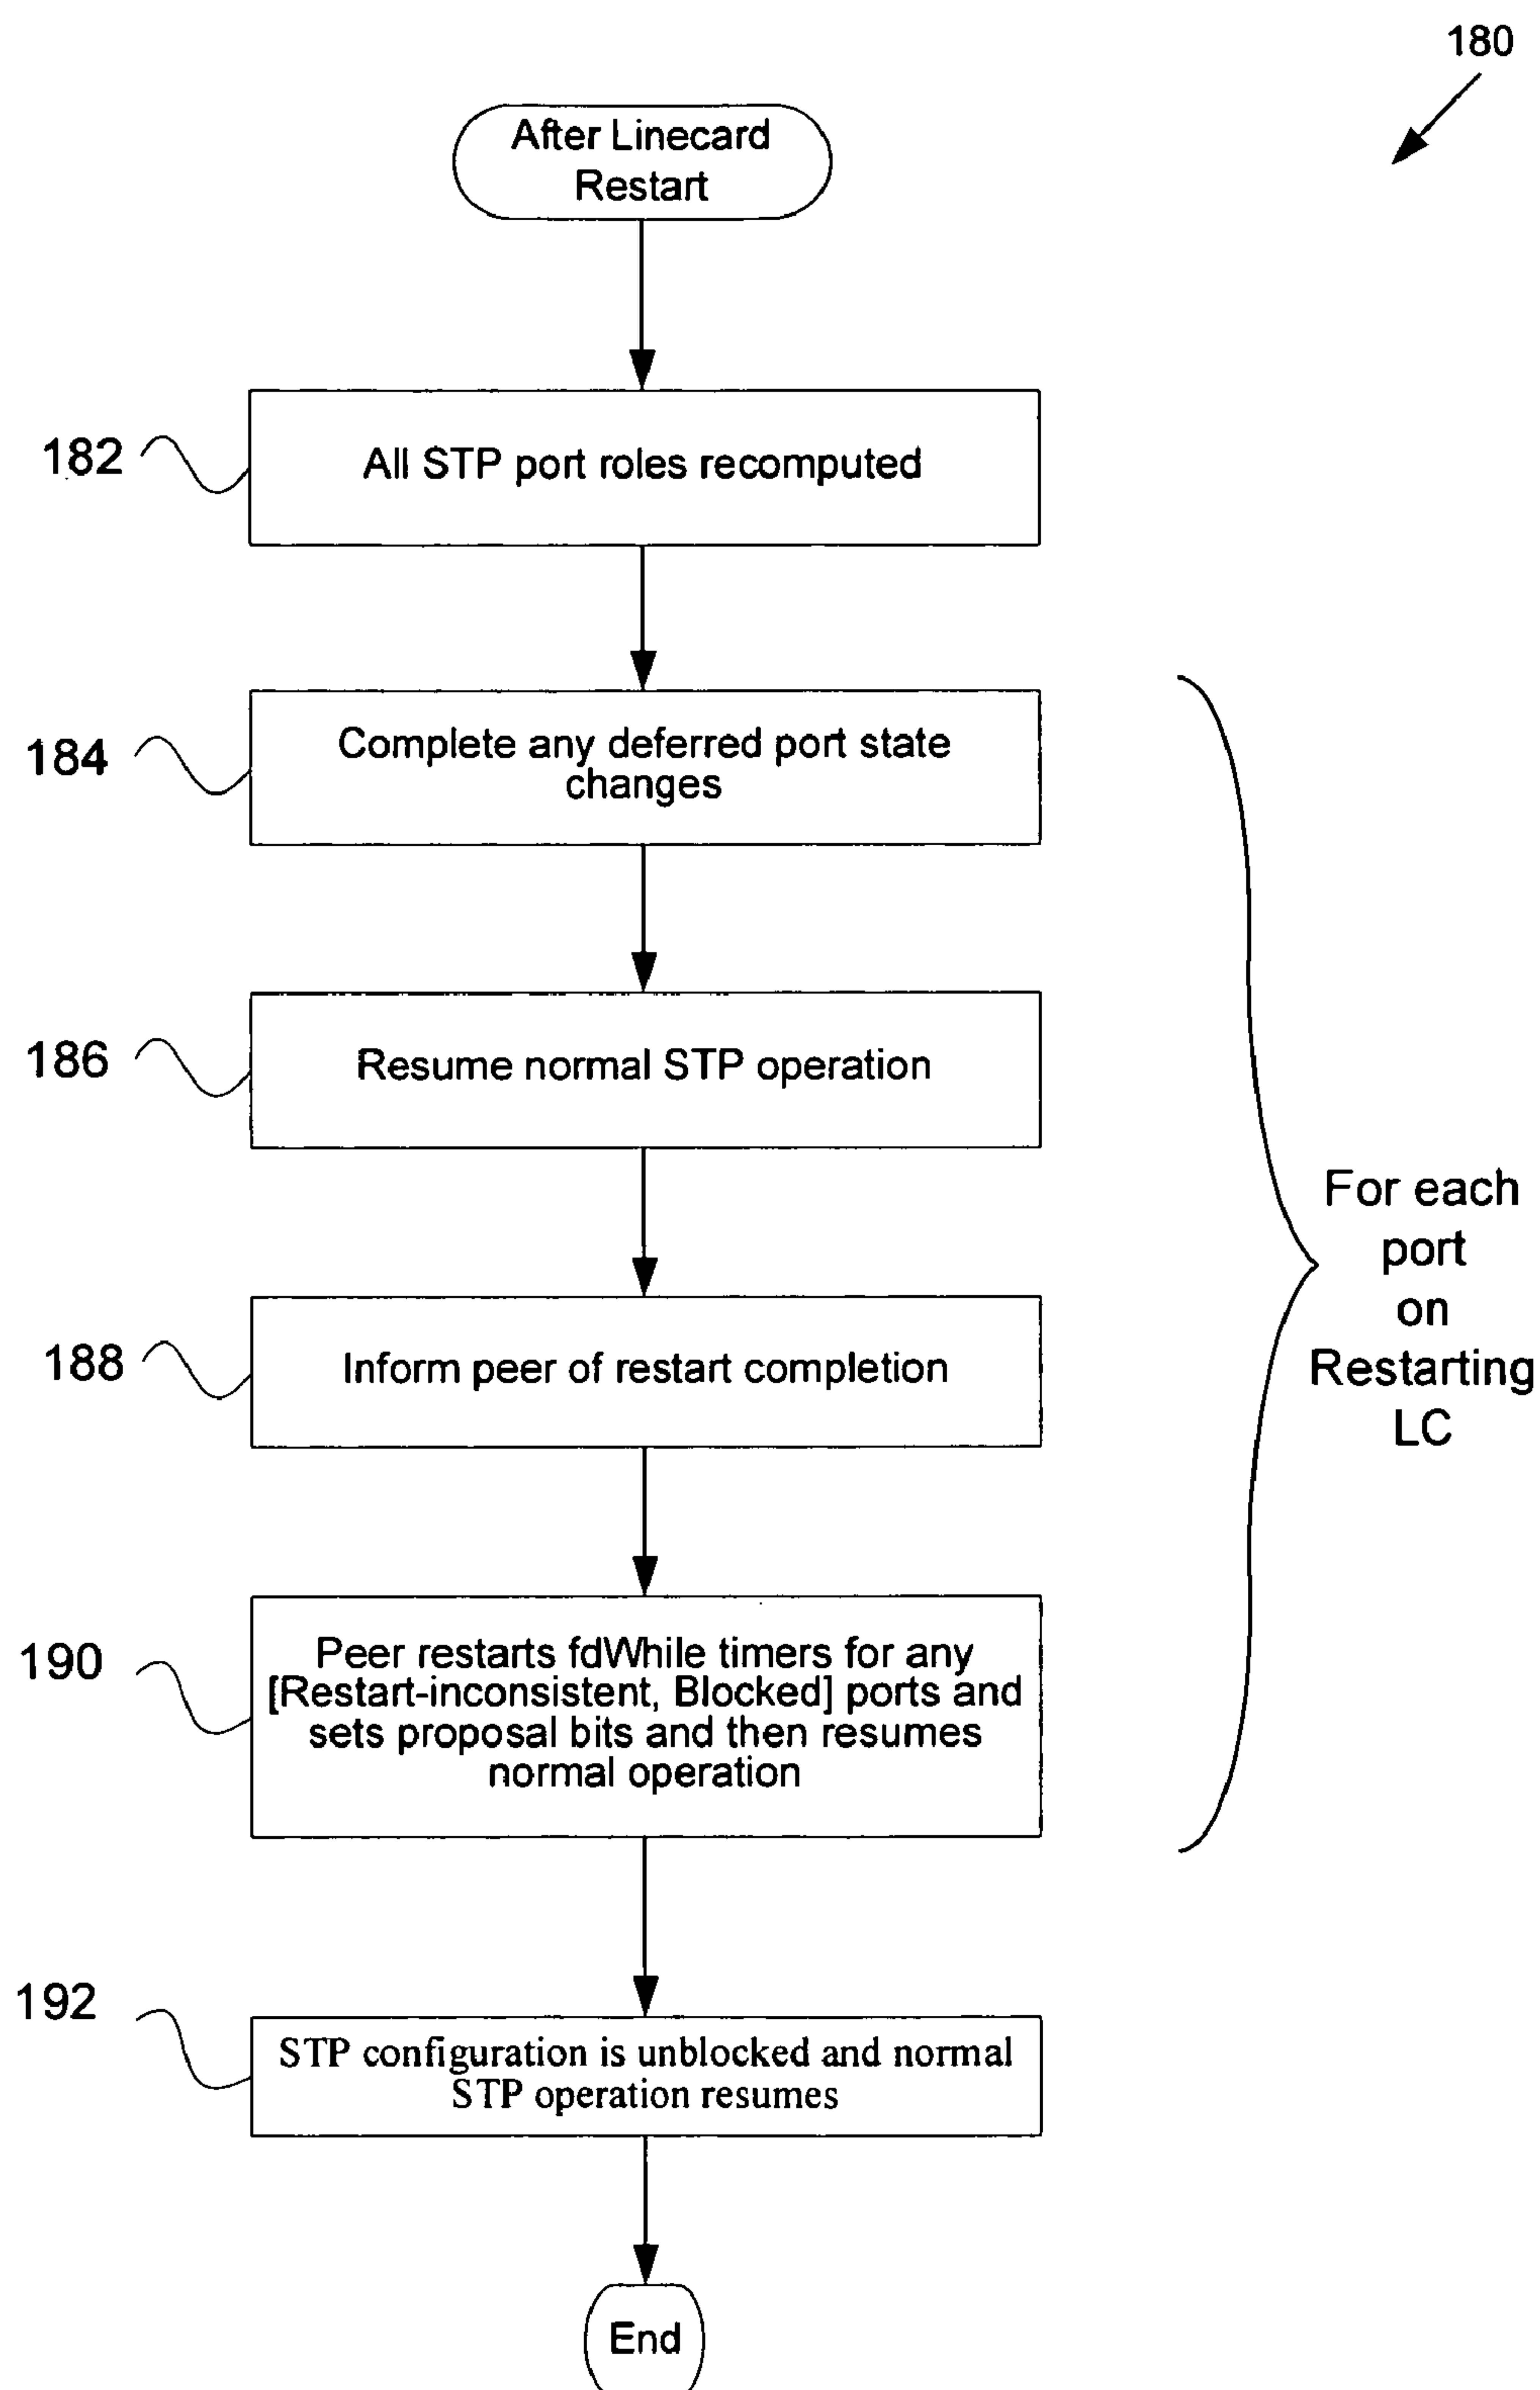 180
After Linecard
Restart
182
All STP port roles recomputed
184
Complete any deferred port state
changes
186
Resume normal STP operation
188
Inform peer of restart completion
190
Peer restarts fdWhile timers for any
[Restart-inconsistent, Blocked] ports and
sets proposal bits and then resumes
normal operation
For each
port
on
Restarting
LC
192
STP configuration is unblocked and normal
STP operation resumes
End